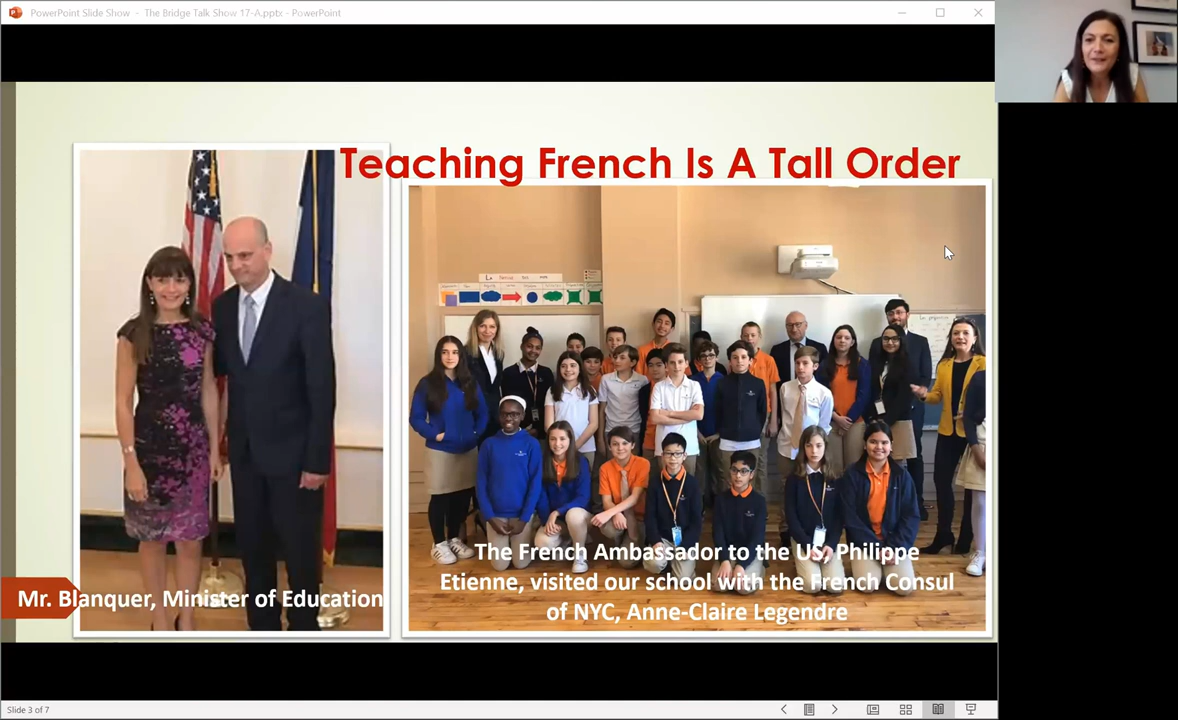 PowerPoint Slide Show - The Bridge Talk Show 17-A.pptx - PowerPoint
Teaching French Is A Tall Order
Mr. Blanquer, Minister of Education
The French Ambassador to the US, Philippe
Etienne, visited our school with the French Consul
of NYC, Anne-Claire Legendre
Slide 3 of 7